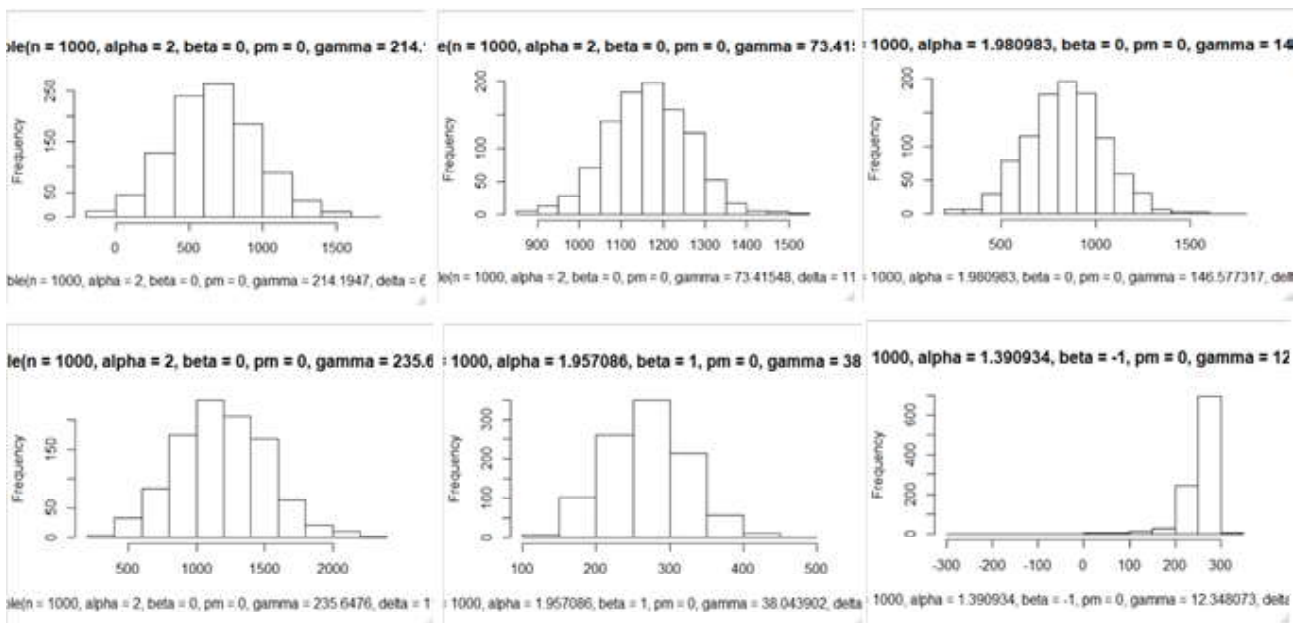 ble(n = 1000, alpha = 2, beta = 0, pm = 0, gamma = 214.
Frequency
250
150
50
0
0 500 1000 1500
ble(n = 1000, alpha = 2, beta = 0, pm = 0, gamma = 214.1947, delta = 6
e(n = 1000, alpha = 2, beta = 0, pm = 0, gamma = 73.41
Frequency
200
100
50
0
900 1000 1100 1200 1300 1400 1500
e(n = 1000, alpha = 2, beta = 0, pm = 0, gamma = 73.41548, delta = 11
1000, alpha = 1.980983, beta = 0, pm = 0, gamma = 14
Frequency
200
100
50
0
500 1000 1500
1000, alpha = 1.980983, beta = 0, pm = 0, gamma = 146.577317, delt
le(n = 1000, alpha = 2, beta = 0, pm = 0, gamma = 235.6
Frequency
150
50
0
500 1000 1500 2000
ble(n = 1000, alpha = 2, beta = 0, pm = 0, gamma = 235.6476, delta = 1
1000, alpha = 1.957086, beta = 1, pm = 0, gamma = 38
Frequency
300
200
100
0
100 200 300 400 500
1000, alpha = 1.957086, beta = 1, pm = 0, gamma = 38.043902, delta
1000, alpha = 1.390934, beta = -1, pm = 0, gamma = 12
Frequency
600
400
200
0
-300 -200 -100 0 100 200 300
1000, alpha = 1.390934, beta = -1, pm = 0, gamma = 12.348073, delta